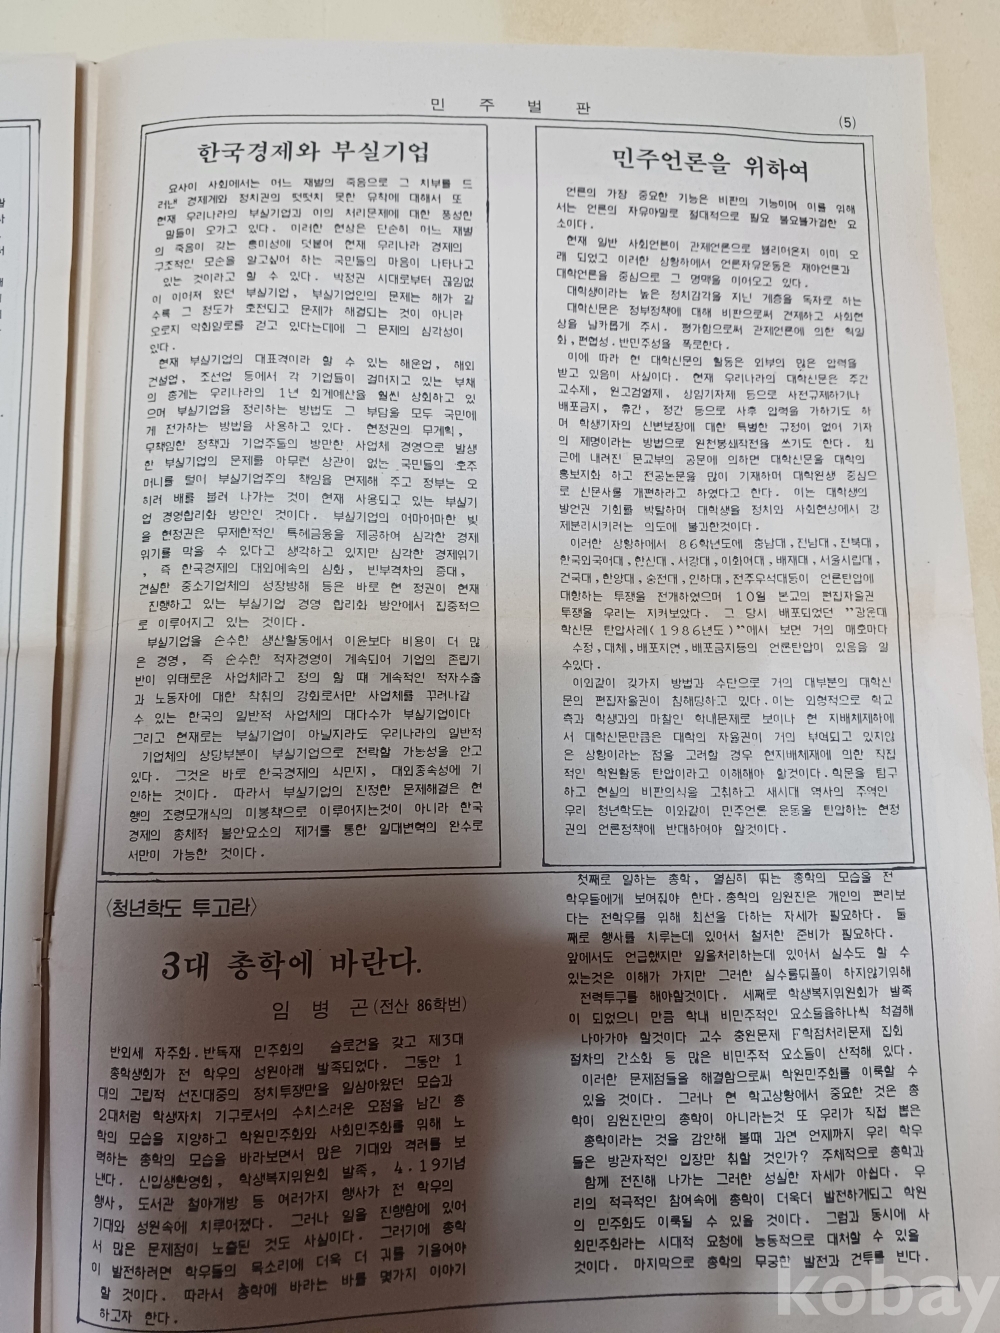 민 주 벌 판
(5)
한국경제와 부실기업
요사이 사회에서는 어느 재벌의 죽음으로 그 치부를 드
러낸 경제계와 정치권의 떳떳치 못한 유착에 대해서 또
현재 우리나라의 부실기업과 이의 처리문제에 대한 풍성한
말들이 오가고 있다. 이러한 현상은 단순히 어느 재벌
의 죽음이 갖는 흥미성에 덧붙여 현재 우리나라 경제의
구조적인 모순을 알고싶어 하는 국민들의 마음이 나타나고
있는 것이라고 할 수 있다. 박정권 시대로부터 끊임없
이 이어져 왔던 부실기업, 부실기업인의 문제는 해가 갈
수록 그 정도가 호전되고 문제가 해결되는 것이 아니라
오로지 악화일로를 걷고 있다는데에 그 문제의 심각성이
있다.
현재 부실기업의 대표격이라 할 수 있는 해운업, 해외
건설업, 조선업 등에서 각 기업들이 걸머지고 있는 부채
의 총계는 우리나라의 1년 회계예산을 훨씬 상회하고 있
으며 부실기업을 정리하는 방법도 그 부담을 모두 국민에
게 전가하는 방법을 사용하고 있다. 현정권의 무계획,
무책임한 정책과 기업주들의 방만한 사업체 경영으로 발생
한 부실기업의 문제를 아무런 상관이 없는 국민들의 호주
머니를 털어 부실기업주의 책임을 면제해 주고 정부는 오
히려 배를 불려 나가는 것이 현재 사용되고 있는 부실기
업 경영합리화 방안인 것이다. 부실기업의 어마어마한 빚
을 현정권은 무제한적인 특혜금융을 제공하여 심각한 경제
위기를 막을 수 있다고 생각하고 있지만 심각한 경제위기
, 즉 한국경제의 대외예속의 심화, 빈부격차의 증대,
건실한 중소기업체의 성장방해 등은 바로 현 정권이 현재
진행하고 있는 부실기업 경영 합리화 방안에서 집중적으
로 이루어지고 있는 것이다.
부실기업을 순수한 생산활동에서 이윤보다 비용이 더 많
은 경영, 즉 순수한 적자경영이 계속되어 기업의 존립기
반이 위태로운 사업체라고 정의 할 때 계속적인 적자수출
과 노동자에 대한 착취의 강화로서만 사업체를 꾸려나갈
수 있는 한국의 일반적 사업체의 대다수가 부실기업이다
그리고 현재로는 부실기업이 아닐지라도 우리나라의 일반적
기업체의 상당부분이 부실기업으로 전락할 가능성을 안고
있다. 그것은 바로 한국경제의 식민지, 대외종속성에 기
인하는 것이다. 따라서 부실기업의 진정한 문제해결은 현
행의 조령모개식의 미봉책으로 이루어지는것이 아니라 한국
경제의 총체적 불안요소의 제거를 통한 일대변혁의 완수로
서만이 가능한 것이다.
민주언론을 위하여
언론의 가장 중요한 기능은 비판의 기능이며 이를 위해
서는 언론의 자유야말로 절대적으로 필요 불요불가결한 요
소이다.
현재 일반 사회언론이 관제언론으로 불리어온지 이미 오
래 되었고 이러한 상황하에서 언론자유운동은 재야언론과
대학언론을 중심으로 그 명맥을 이어오고 있다.
대학생이라는 높은 정치감각을 지닌 계층을 독자로 하는
대학신문은 정부정책에 대해 비판으로써 견제하고 사회현
상을 날카롭게 주시. 평가함으로써 관제언론에 의한 획일
화,편협성.반민주성을 폭로한다.
이에 따라 현 대학신문의 활동은 외부의 많은 압력을
받고 있음이 사실이다. 현재 우리나라의 대학신문은 주간
교수제, 원고검열제, 상임기자제 등으로 사전규제하거나
배포금지, 휴간, 정간 등으로 사후 압력을 가하기도 하
며 학생기자의 신변보장에 대한 특별한 규정이 없어 기자
의 제명이라는 방법으로 원천봉쇄작전을 쓰기도 한다. 최
근에 내려진 문교부의 공문에 의하면 대학신문을 대학의
홍보지화 하고 전공논문을 많이 기재하며 대학원생 중심으
로 신문사를 개편하라고 하였다고 한다. 이는 대학생의
발언권 기회를 박탈하며 대학생을 정치와 사회현상에서 강
제분리시키려는 의도에 불과한것이다.
이러한 상황하에서 86학년도에 충남대,전남대,전북대,
한국외국어대,한신대,서강대,이화여대,배재대,서울시립대,
건국대,한양대,숭전대,인하대,전주우석대등이 언론탄압에
대항하는 투쟁을 전개하였으며 10월 본교의 편집자율권
투쟁을 우리는 지켜보았다. 그 당시 배포되었던 "광운대
학신문 탄압사례(1986년도)"에서 보면 거의 매호마다
수정,대체,배포지연,배포금지등의 언론탄압이 있음을 알
수있다.
이와같이 갖가지 방법과 수단으로 거의 대부분의 대학신
문의 편집자율권이 침해당하고 있다.이는 외형적으로 학교
측과 학생과의 마찰인 학내문제로 보이나 현 지배체제하에
서 대학신문만큼은 대학의 자율권이 거의 부여되고 있지않
은 상황이라는 점을 고려할 경우 현지배체제에 의한 직접
적인 학원활동 탄압이라고 이해해야 할것이다.학문을 탐구
하고 현실의 비판의식을 고취하고 새시대 역사의 주역인
우리 청년학도는 이와같이 민주언론 운동을 탄압하는 현정
권의 언론정책에 반대하여야 할것이다.
〈청년학도 투고란〉
3대 총학에 바란다.
임 병 곤(전산 86학번)
반외세 자주화.반독재 민주화의 슬로건을 갖고 제3대
총학생회가 전 학우의 성원아래 발족되었다. 그동안 1
대의 고립적 선진대중의 정치투쟁만을 일삼아왔던 모습과
2대처럼 학생자치 기구로서의 수치스러운 오점을 남긴 총
학의 모습을 지양하고 학원민주화와 사회민주화를 위해 노
력하는 총학의 모습을 바라보면서 많은 기대와 격려를 보
낸다. 신입생환영회, 학생복지위원회 발족, 4.19기념
행사, 도서관 철야개방 등 여러가지 행사가 전 학우의
기대와 성원속에 치루어졌다. 그러나 일을 진행함에 있어
서 많은 문제점이 노출된 것도 사실이다. 그러기에 총학
이 발전하려면 학우들의 목소리에 더욱 더 귀를 기울여야
할 것이다. 따라서 총학에 바라는 바를 몇가지 이야기
하고자 한다.
첫째로 일하는 총학, 열심히 뛰는 총학의 모습을 전
학우들에게 보여줘야 한다.총학의 임원진은 개인의 편리보
다는 전학우를 위해 최선을 다하는 자세가 필요하다. 둘
째로 행사를 치루는데 있어서 철저한 준비가 필요하다.
앞에서도 언급했지만 일을처리하는데 있어서 실수도 할 수
있는것은 이해가 가지만 그러한 실수를되풀이 하지않기위해
전력투구를 해야할것이다. 세째로 학생복지위원회가 발족
이 되었으니 만큼 학내 비민주적인 요소들을하나씩 척결해
나아가야 할것이다 교수 충원문제 F학점처리문제 집회
절차의 간소화 등 많은 비민주적 요소들이 산적해 있다.
이러한 문제점들을 해결함으로써 학원민주화를 이룩할 수
있을 것이다. 그러나 현 학교상황에서 중요한 것은 총
학이 임원진만의 총학이 아니라는것 또 우리가 직접 뽑은
총학이라는 것을 감안해 볼때 과연 언제까지 우리 학우
들은 방관자적인 입장만 취할 것인가? 주체적으로 총학과
함께 전진해 나가는 그러한 성실한 자세가 아쉽다. 우
리의 적극적인 참여속에 총학이 더욱더 발전하게되고 학원
의 민주화도 이룩될 수 있을 것이다. 그럼과 동시에 사
회민주화라는 시대적 요청에 능동적으로 대처할 수 있을
것이다. 마지막으로 총학의 무궁한 발전과 건투를 빈다.
kobay